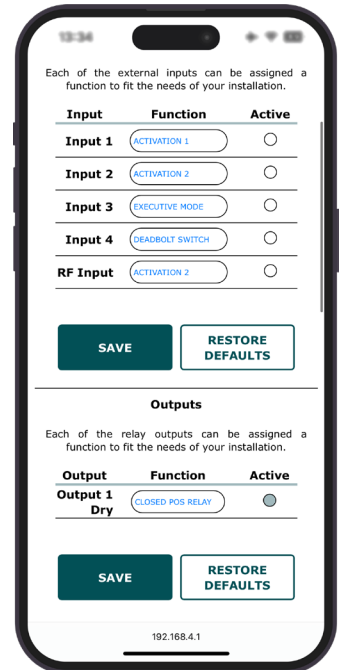 13:34
Each of the external inputs can be assigned a
function to fit the needs of your installation.
Input Function Active
Input 1 ACTIVATION 1
Input 2 ACTIVATION 2
Input 3 EXECUTIVE MODE
Input 4 DEADBOLT SWITCH
RF Input ACTIVATION 2
SAVE
RESTORE
DEFAULTS
Outputs
Each of the relay outputs can be assigned a
function to fit the needs of your installation.
Output Function Active
Output 1
Dry
CLOSED POS RELAY
SAVE
RESTORE
DEFAULTS
192.168.4.1